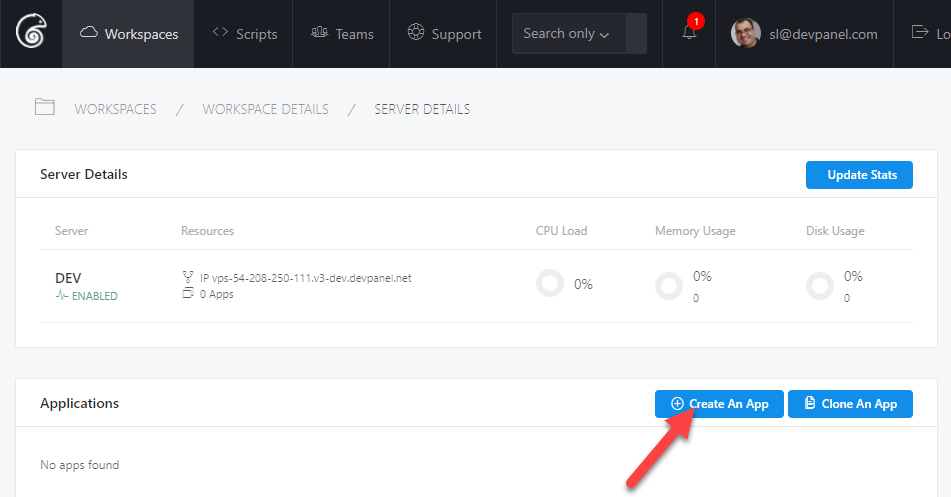 Workspaces Scripts Teams Support Search only 1 sl@devpanel.com Lo
WORKSPACES / WORKSPACE DETAILS / SERVER DETAILS
Server Details Update Stats
Server Resources CPU Load Memory Usage Disk Usage
DEV IP vps-54-208-250-111.v3-dev.devpanel.net 0% 0% 0%
ENABLED 0 Apps 0 0
Applications Create An App Clone An App
No apps found